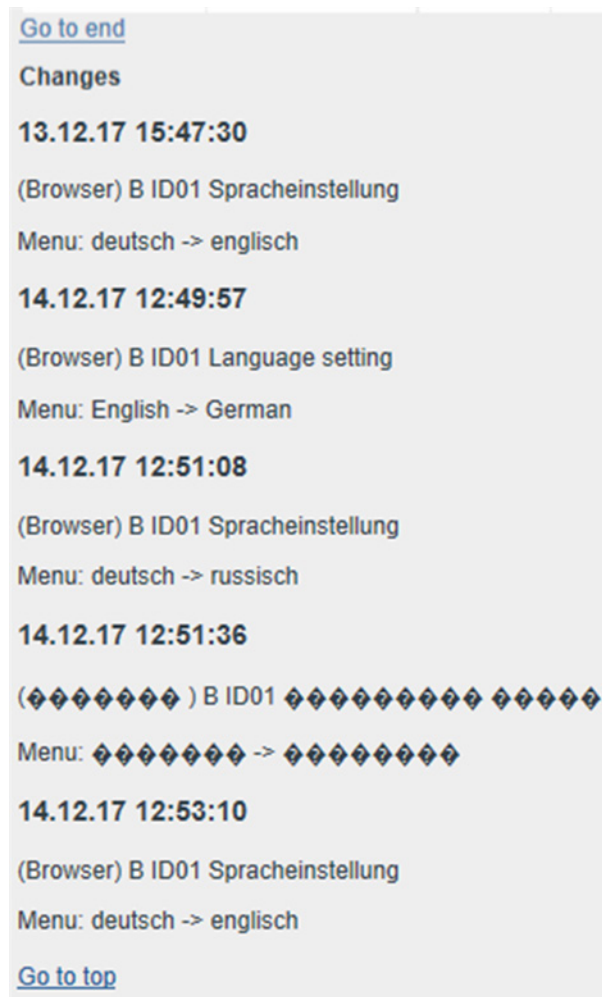 Go to end
Changes
13.12.17 15:47:30
(Browser) B ID01 Spracheinstellung
Menu: deutsch -> englisch
14.12.17 12:49:57
(Browser) B ID01 Language setting
Menu: English -> German
14.12.17 12:51:08
(Browser) B ID01 Spracheinstellung
Menu: deutsch -> russisch
14.12.17 12:51:36
(������� ) B ID01 ��������� �����
Menu: ������� -> ��������
14.12.17 12:53:10
(Browser) B ID01 Spracheinstellung
Menu: deutsch -> englisch
Go to top